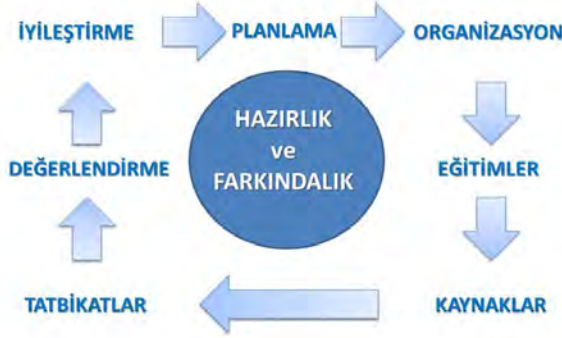 İYİLEŞTİRME
PLANLAMA
ORGANİZASYON
HAZIRLIK
ve
FARKINDALIK
DEĞERLENDİRME
EĞİTİMLER
TATBİKATLAR
KAYNAKLAR